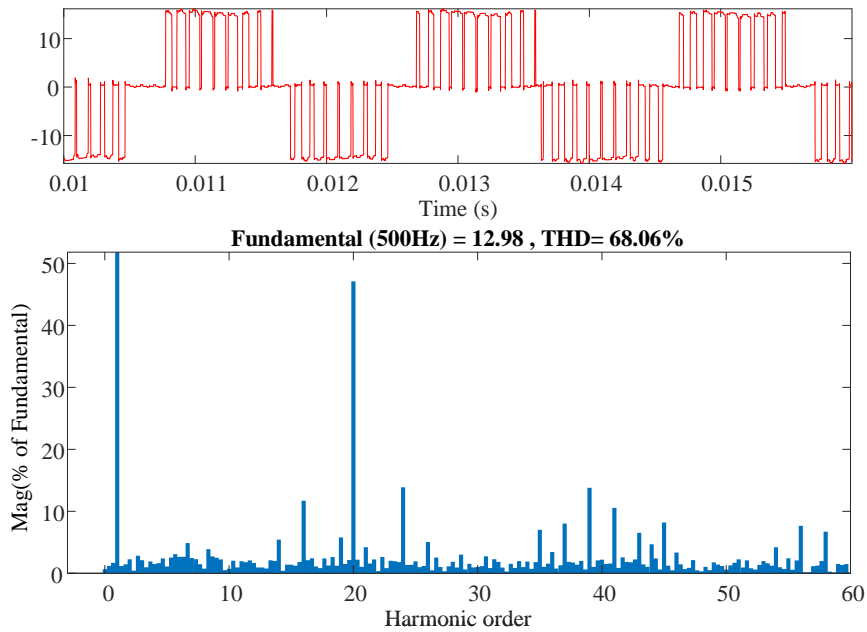 10
0
-10
0.01 0.011 0.012 0.013 0.014 0.015
Time (s)
Fundamental (500Hz) = 12.98 , THD= 68.06%
50
40
30
20
10
0
Mag(% of Fundamental)
0 10 20 30 40 50 60
Harmonic order